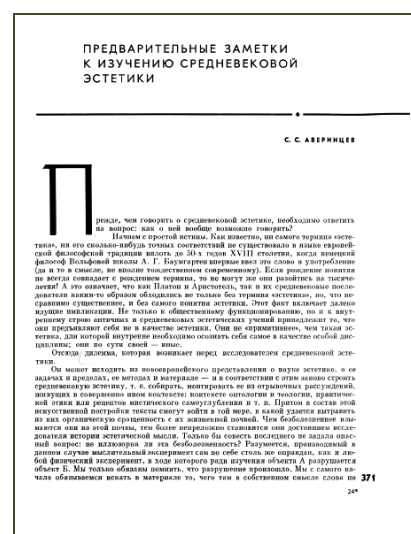 ПРЕДВАРИТЕЛЬНЫЕ ЗАМЕТКИ
К ИЗУЧЕНИЮ СРЕДНЕВЕКОВОЙ
ЭСТЕТИКИ
С. С. АВЕРИНЦЕВ
Прежде, чем говорить о средневековой эстетике, необходимо ответить
на вопрос: как о ней вообще возможно говорить?
Начнем с простой истины. Как известно, ни самого термина «эсте-
тика», ни его сколько-нибудь точных соответствий не существовало в языке европей-
ской философской традиции вплоть до 50-х годов XVIII столетия, когда немецкий
философ Вольфовой школы А. Г. Баумгартен впервые ввел это слово в употребление
(да и то в смысле, не вполне тождественном современному). Если рождение понятия
не всегда совпадает с рождением термина, то не могут же они разойтись на тысяче-
летия! А это означает, что как Платон и Аристотель, так и их средневековые после-
дователи каким-то образом обходились не только без термина «эстетика», но, что не-
сравнимо существеннее, и без самого понятия эстетики. Этот факт включает далеко
идущие импликации. Не только к общественному функционированию, но и к внут-
реннему строю античных и средневековых эстетических учений принадлежит то, что
они предъявляют себя не в качестве эстетики. Они не «примитивнее», чем такая эс-
тетика, для которой внутренне необходимо осознать себя самое в качестве особой дис-
циплины; они по сути своей — иные.
Отсюда дилемма, которая возникает перед исследователем средневековой эсте-
тики.
Он может исходить из новоевропейского представления о науке эстетике, о ее
задачах и пределах, ее методах и материале — и в соответствии с этим заново строить
средневековую эстетику, т. е. собирать, монтировать ее из отрывочных рассуждений,
живущих в совершенно ином контексте: контексте онтологии и теологии, практичес-
кой этики или рецептов мистического самоуглубления и т. п. Притом в состав этой
искусственной постройки тексты смогут войти в той мере, в какой удается вытравить
из них органическую сращенность с их жизненной почвой. Чем безболезненнее взы-
маются они из этой почвы, тем более непреложно становятся они достоянием иссле-
дователя истории эстетической мысли. Только бы совесть последнего не задала опас-
ный вопрос: не иллюзорна ли эта безболезненность? Разумеется, производимый в
данном случае мыслительный эксперимент сам по себе столь же оправдан, как и лю-
бой физический эксперимент, в ходе которого ради изучения объекта А разрушается
объект Б. Мы только обязаны помнить, что разрушение произошло. Мы с самого на-
чала обязываемся искать в материале то, чего там в собственном смысле слова по 371
24*